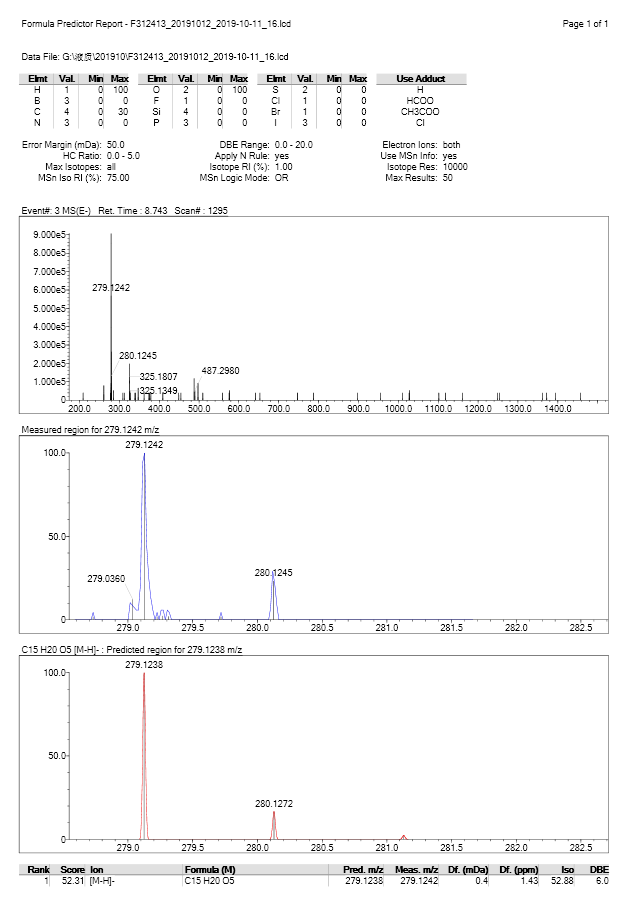 Formula Predictor Report - F312413_20191012_2019-10-11_16.lcd Page 1 of 1
Data File: G:\液质\201910\F312413_20191012_2019-10-11_16.lcd
Elmt Val. Min Max Elmt Val. Min Max Elmt Val. Min Max Use Adduct
H 1 0 100 O 2 0 100 S 2 0 0 H
B 3 0 0 F 1 0 0 Cl 1 0 0 HCOO
C 4 0 30 Si 4 0 0 Br 1 0 0 CH3COO
N 3 0 0 P 3 0 0 I 3 0 0 Cl
Error Margin (mDa): 50.0 DBE Range: 0.0 - 20.0 Electron Ions: both
HC Ratio: 0.0 - 5.0 Apply N Rule: yes Use MSn Info: yes
Max Isotopes: all Isotope RI (%): 1.00 Isotope Res: 10000
MSn Iso RI (%): 75.00 MSn Logic Mode: OR Max Results: 50
Event#: 3 MS(E-) Ret. Time : 8.743 Scan# : 1295
9.000e5
8.000e5
7.000e5
6.000e5
279.1242
5.000e5
4.000e5
3.000e5
2.000e5
280.1245
487.2980
1.000e5
325.1807
325.1349
0
200.0 300.0 400.0 500.0 600.0 700.0 800.0 900.0 1000.0 1100.0 1200.0 1300.0 1400.0
Measured region for 279.1242 m/z
279.1242
100.0
50.0
279.0360
280.1245
0
279.0 279.5 280.0 280.5 281.0 281.5 282.0 282.5
C15 H20 O5 [M-H]- : Predicted region for 279.1238 m/z
279.1238
100.0
50.0
280.1272
0
279.0 279.5 280.0 280.5 281.0 281.5 282.0 282.5
Rank Score Ion Formula (M) Pred. m/z Meas. m/z Df. (mDa) Df. (ppm) Iso DBE
1 52.31 [M-H]- C15 H20 O5 279.1238 279.1242 0.4 1.43 52.88 6.0